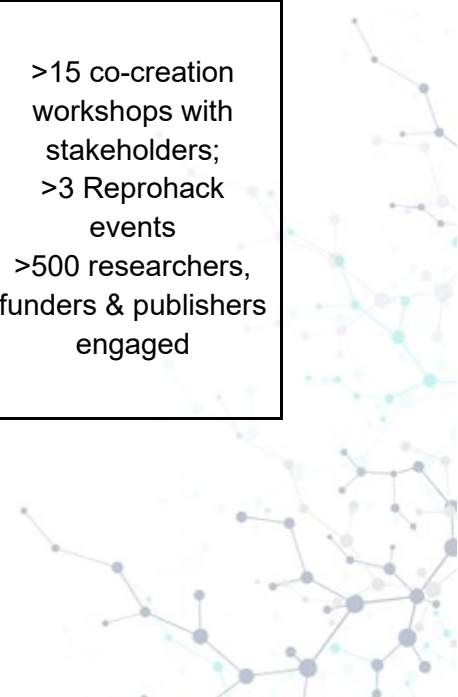 >15 co-creation
workshops with
stakeholders;
>3 Reprohack
events
>500 researchers,
funders & publishers
engaged